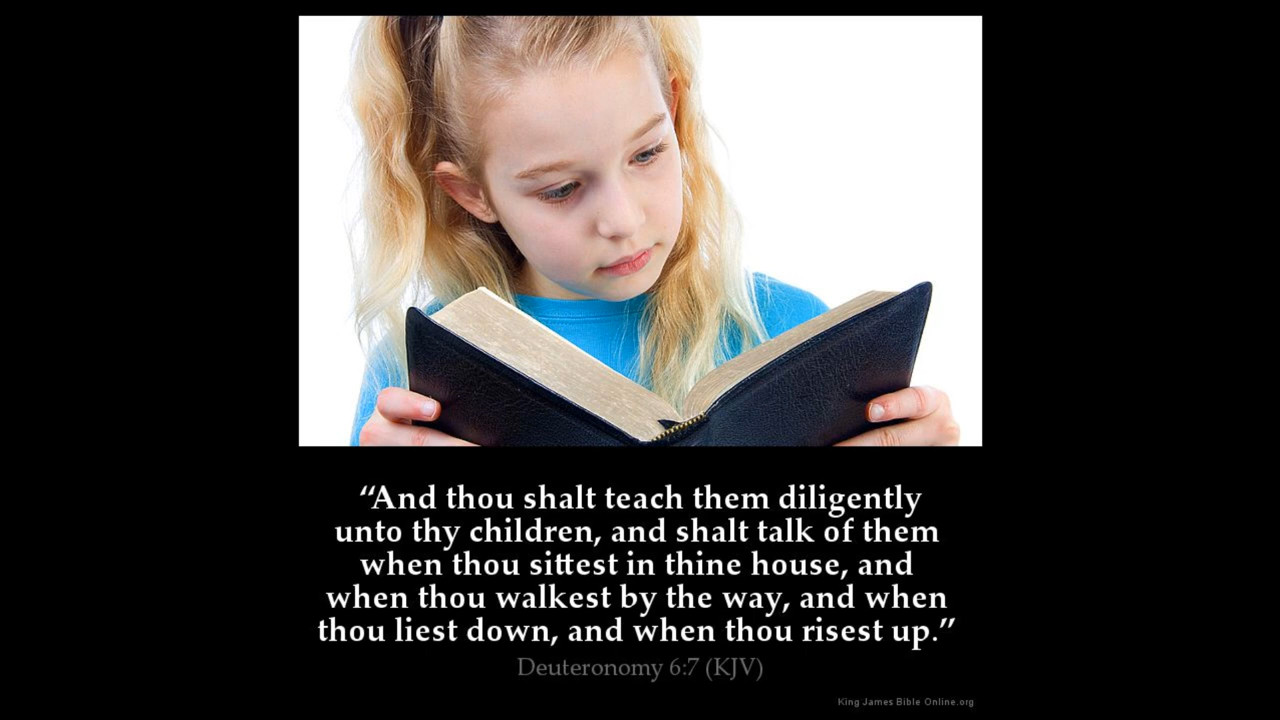 “And thou shalt teach them diligently
unto thy children, and shalt talk of them
when thou sittest in thine house, and
when thou walkest by the way, and when
thou liest down, and when thou risest up.”
Deuteronomy 6:7 (KJV)
King James Bible Online.org